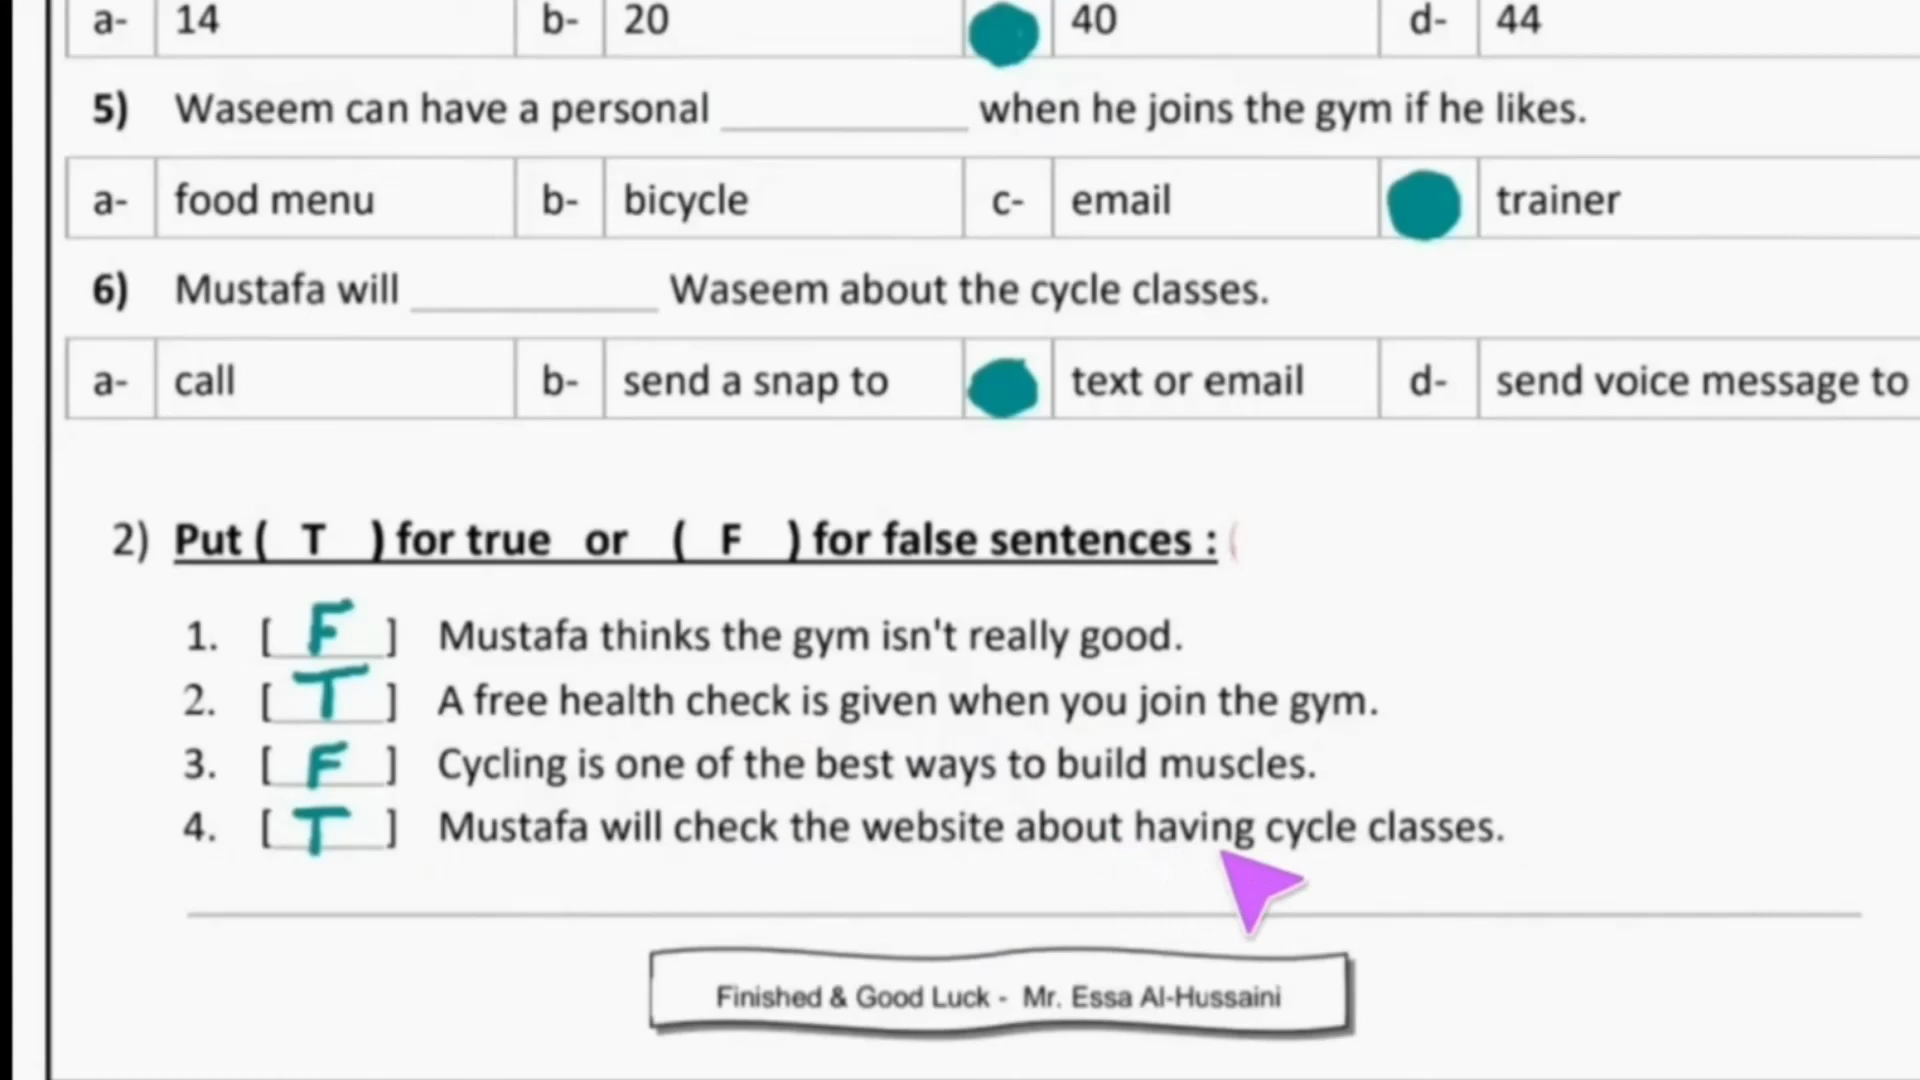 a- 14 b- 20 40 d- 44
5) Waseem can have a personal __________ when he joins the gym if he likes.
a- food menu b- bicycle c- email trainer
6) Mustafa will __________ Waseem about the cycle classes.
a- call b- send a snap to text or email d- send voice message to
2) Put ( T ) for true or ( F ) for false sentences : (
1. [ F ] Mustafa thinks the gym isn't really good.
2. [ T ] A free health check is given when you join the gym.
3. [ F ] Cycling is one of the best ways to build muscles.
4. [ T ] Mustafa will check the website about having cycle classes.
Finished & Good Luck - Mr. Essa Al-Hussaini